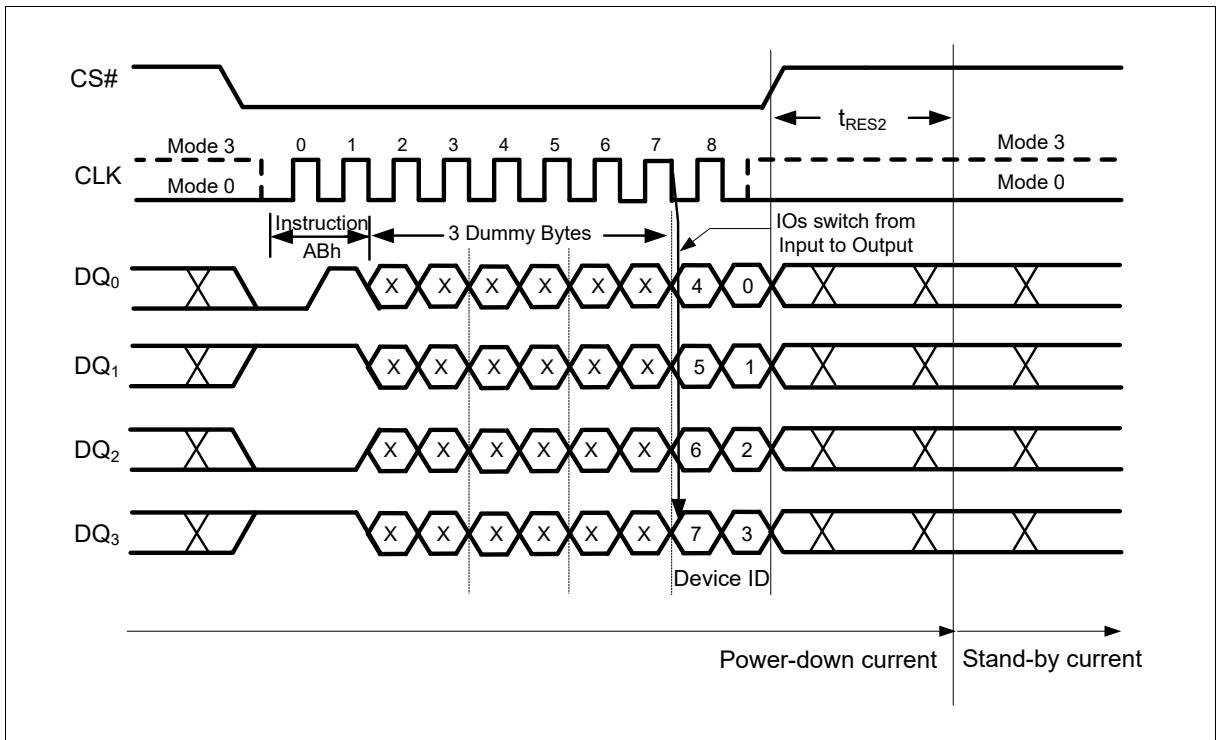 CS#
t_RES2
Mode 3 0 1 2 3 4 5 6 7 8 Mode 3
CLK
Mode 0 Mode 0
Instruction
ABh
3 Dummy Bytes
IOs switch from
Input to Output
DQ₀ X X X X X X 4 0
DQ₁ X X X X X X 5 1
DQ₂ X X X X X X 6 2
DQ₃ X X X X X X 7 3
Device ID
Power-down current Stand-by current